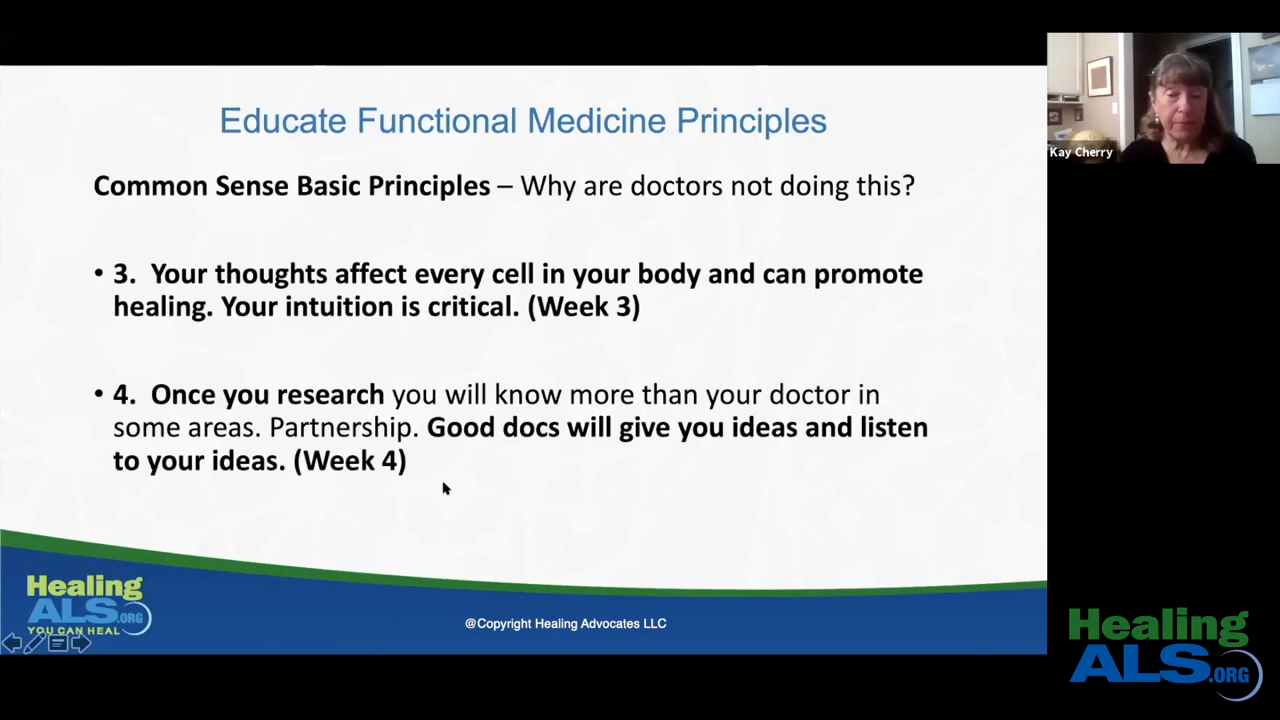 Educate Functional Medicine Principles
Common Sense Basic Principles – Why are doctors not doing this?
• 3. Your thoughts affect every cell in your body and can promote
healing. Your intuition is critical. (Week 3)
• 4. Once you research you will know more than your doctor in
some areas. Partnership. Good docs will give you ideas and listen
to your ideas. (Week 4)
Healing
ALS.ORG
YOU CAN HEAL
@Copyright Healing Advocates LLC
Kay Cherry
Healing
ALS.ORG